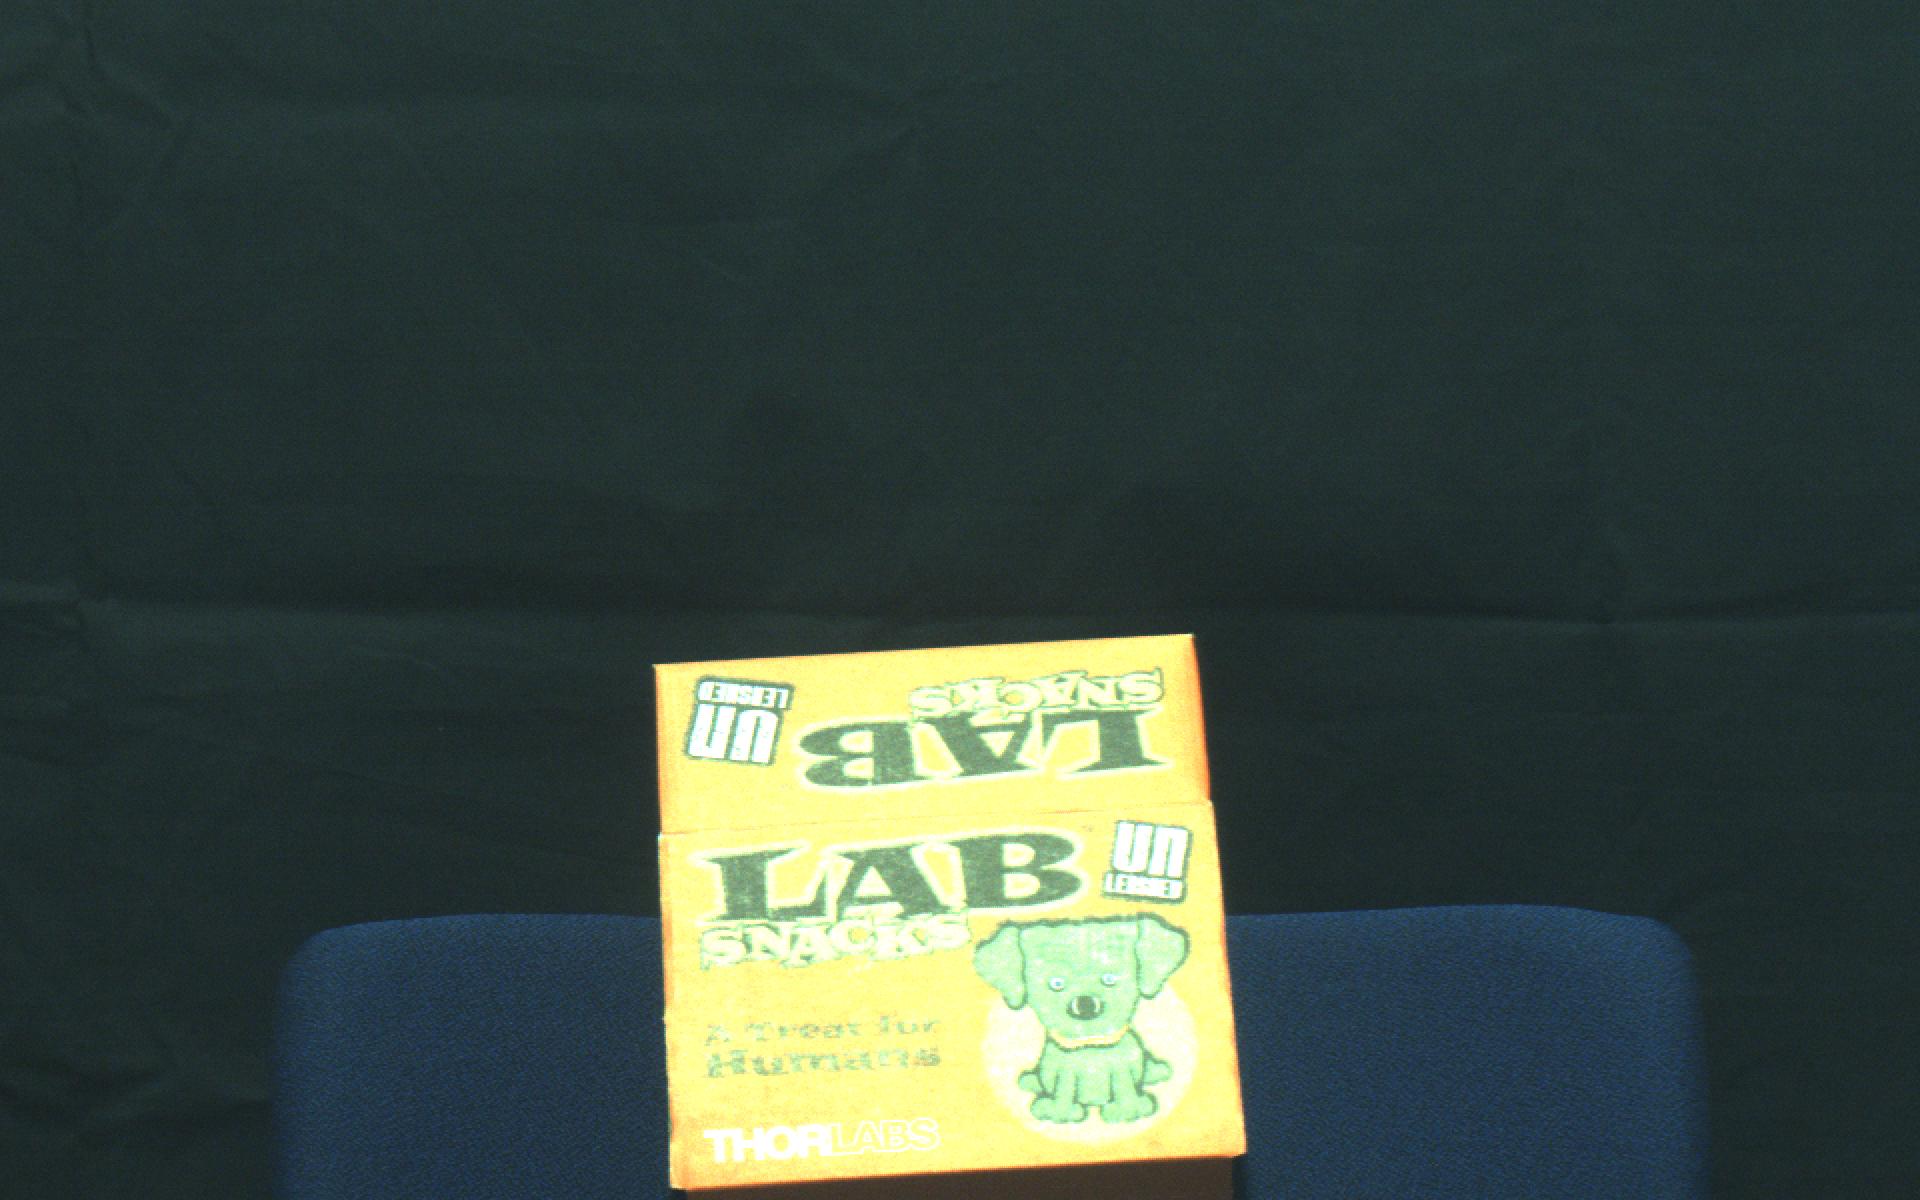 UN
LEASHED
SNACKS
LAB
LAB
UN
LEASHED
SNACKS
A Treat for
Humans
THORLABS